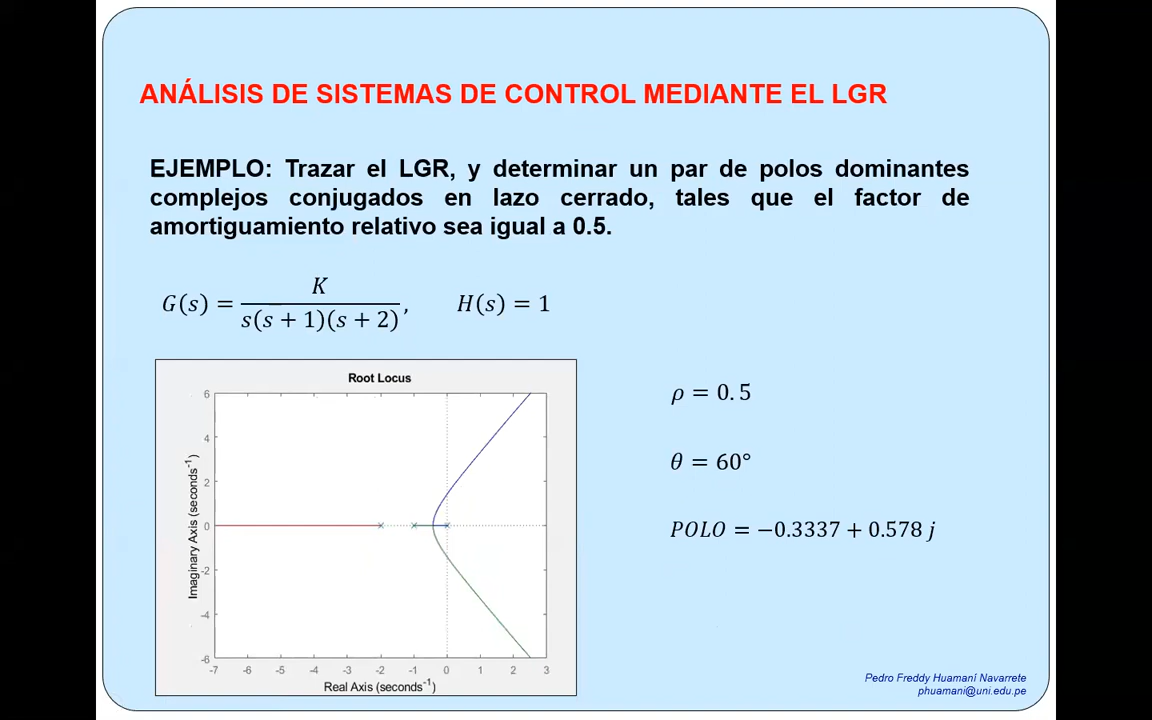 ANÁLISIS DE SISTEMAS DE CONTROL MEDIANTE EL LGR
EJEMPLO: Trazar el LGR, y determinar un par de polos dominantes
complejos conjugados en lazo cerrado, tales que el factor de
amortiguamiento relativo sea igual a 0.5.
G(s) = K / s(s + 1)(s + 2), H(s) = 1
Root Locus
6
4
2
0
-2
-4
-6
Imaginary Axis (seconds⁻¹)
-7 -6 -5 -4 -3 -2 -1 0 1 2 3
Real Axis (seconds⁻¹)
ρ = 0.5
θ = 60°
POLO = −0.3337 + 0.578 j
Pedro Freddy Huamaní Navarrete
phuamani@uni.edu.pe